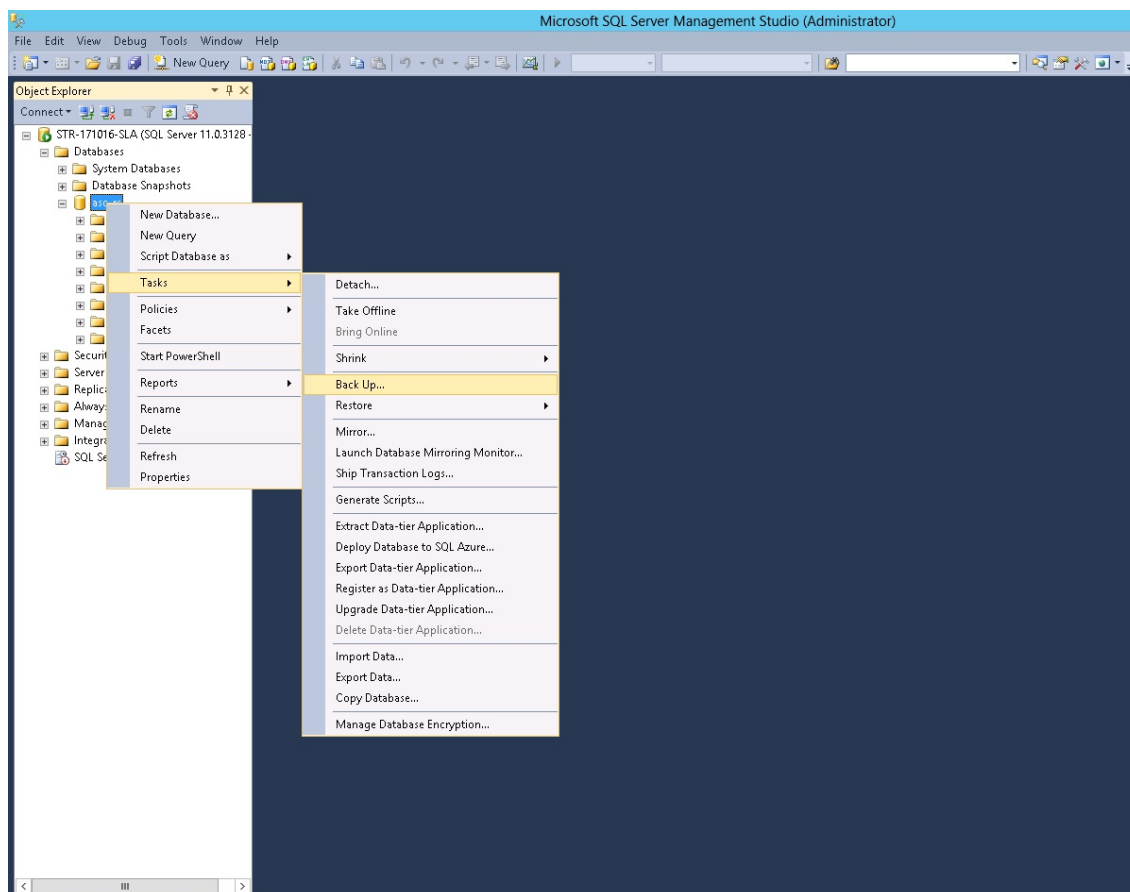 Microsoft SQL Server Management Studio (Administrator)
File Edit View Debug Tools Window Help
New Query
Object Explorer
Connect
STR-171016-SLA (SQL Server 11.0.3128 -
Databases
System Databases
Database Snapshots
New Database...
New Query
Script Database as
Tasks
Policies
Facets
Start PowerShell
Reports
Rename
Delete
Refresh
Properties
Securit
Server
Replic
Always
Manag
Integra
SQL Se
Detach...
Take Offline
Bring Online
Shrink
Back Up...
Restore
Mirror...
Launch Database Mirroring Monitor...
Ship Transaction Logs...
Generate Scripts...
Extract Data-tier Application...
Deploy Database to SQL Azure...
Export Data-tier Application...
Register as Data-tier Application...
Upgrade Data-tier Application...
Delete Data-tier Application...
Import Data...
Export Data...
Copy Database...
Manage Database Encryption...